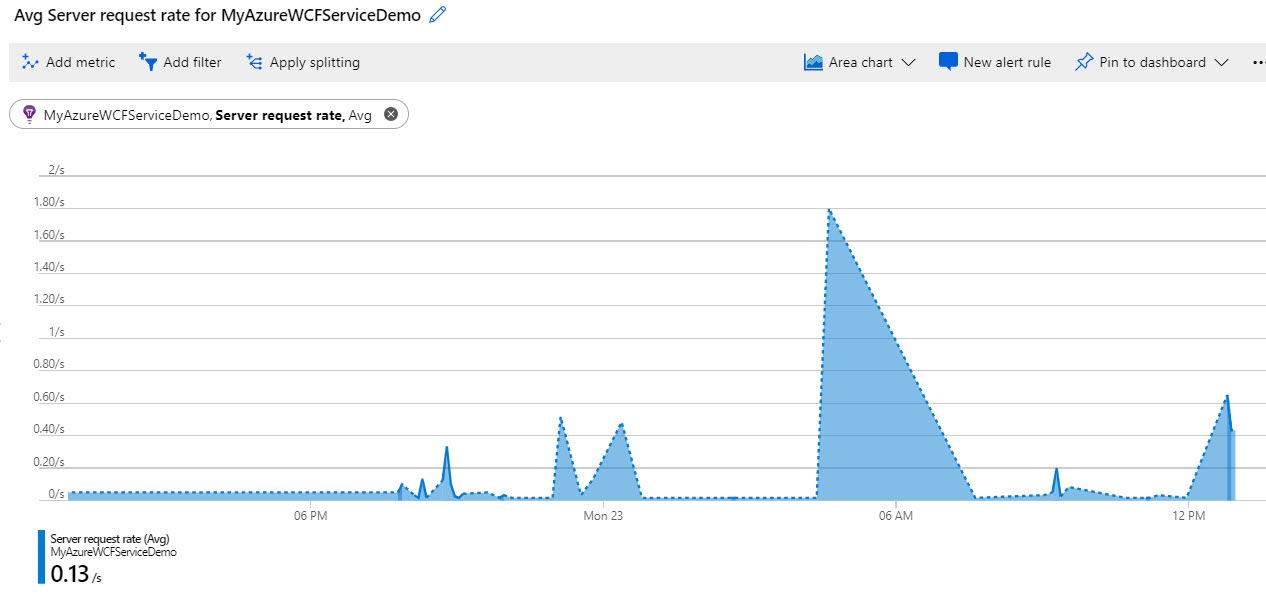 Avg Server request rate for MyAzureWCFServiceDemo
Add metric Add filter Apply splitting Area chart New alert rule Pin to dashboard ...
MyAzureWCFServiceDemo, Server request rate, Avg
2/s
1.80/s
1.60/s
1.40/s
1.20/s
1/s
0.80/s
0.60/s
0.40/s
0.20/s
0/s
06 PM Mon 23 06 AM 12 PM
Server request rate (Avg)
MyAzureWCFServiceDemo
0.13 /s